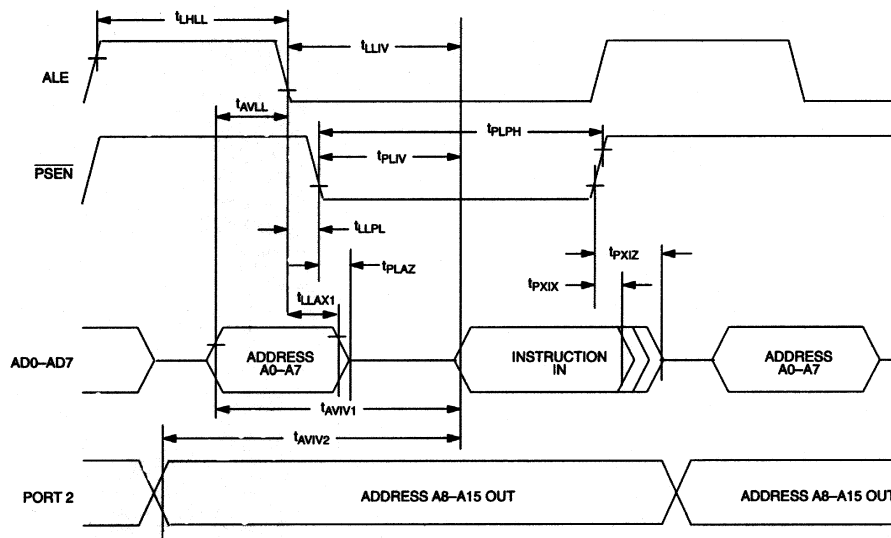 tLHLL
tLLIV
ALE
tAVLL
tPLPH
PSEN
tPLIV
tLLPL
tPLAZ
tPXIZ
tPXIX
tLLAX1
AD0–AD7
ADDRESS
A0–A7
INSTRUCTION
IN
ADDRESS
A0–A7
tAVIV1
tAVIV2
PORT 2
ADDRESS A8–A15 OUT
ADDRESS A8–A15 OUT